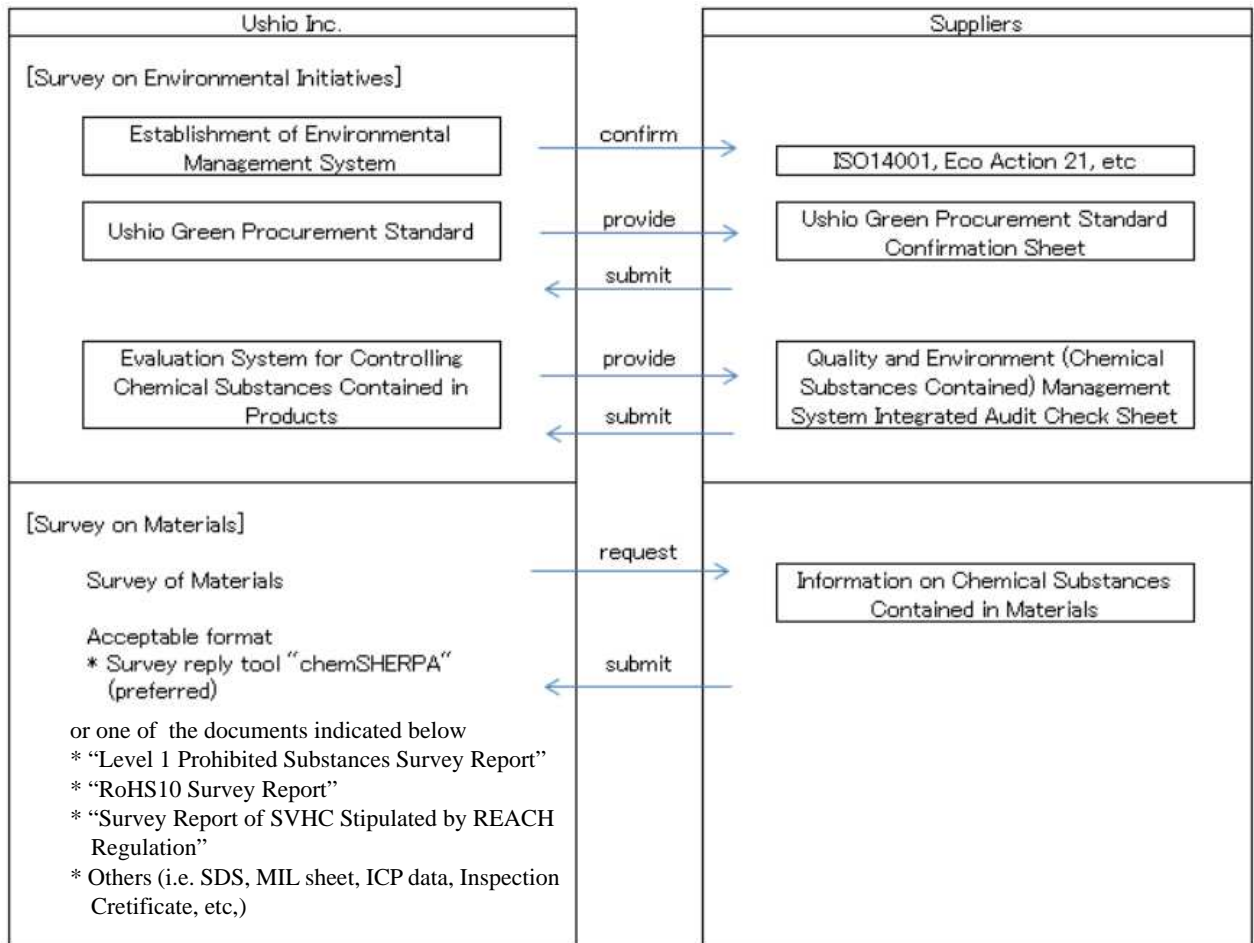 Ushio Inc.
Suppliers
[Survey on Environmental Initiatives]
Establishment of Environmental
Management System
confirm
ISO14001, Eco Action 21, etc
Ushio Green Procurement Standard
provide
submit
Ushio Green Procurement Standard
Confirmation Sheet
Evaluation System for Controlling
Chemical Substances Contained in
Products
provide
submit
Quality and Environment (Chemical
Substances Contained) Management
System Integrated Audit Check Sheet
[Survey on Materials]
Survey of Materials
request
Information on Chemical Substances
Contained in Materials
Acceptable format
* Survey reply tool "chemSHERPA"
(preferred)
submit
or one of the documents indicated below
* “Level 1 Prohibited Substances Survey Report”
* “RoHS10 Survey Report”
* “Survey Report of SVHC Stipulated by REACH
Regulation”
* Others (i.e. SDS, MIL sheet, ICP data, Inspection
Cretificate, etc,)